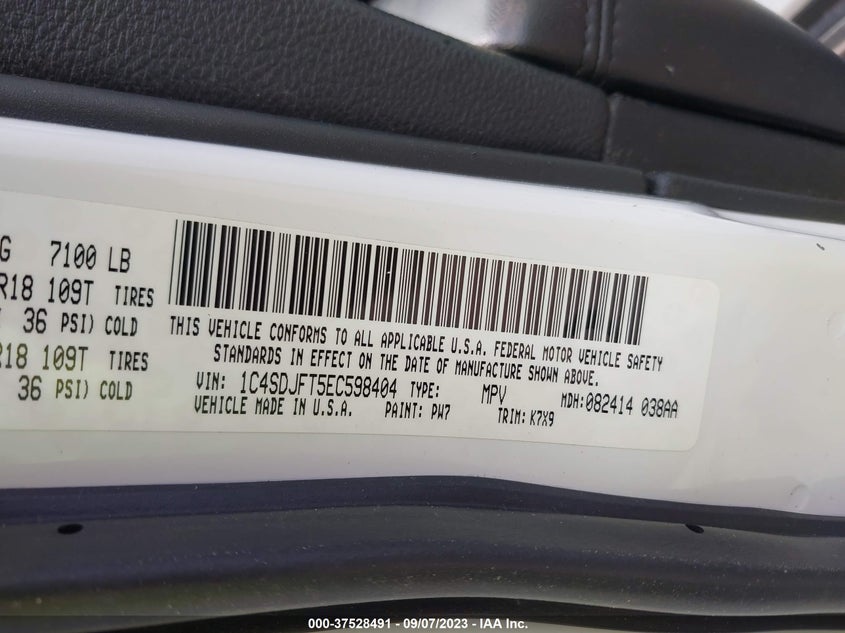 G 7100 LB
R18 109T TIRES
36 PSI) COLD
R18 109T TIRES
36 PSI) COLD
THIS VEHICLE CONFORMS TO ALL APPLICABLE U.S.A. FEDERAL MOTOR VEHICLE SAFETY
STANDARDS IN EFFECT ON THE DATE OF MANUFACTURE SHOWN ABOVE.
VIN: 1C4SDJFT5EC598404 TYPE: MPV MDH:082414 038AA
VEHICLE MADE IN U.S.A. PAINT: PW7 TRIM: K7X9
000-37528491 - 09/07/2023 - IAA Inc.